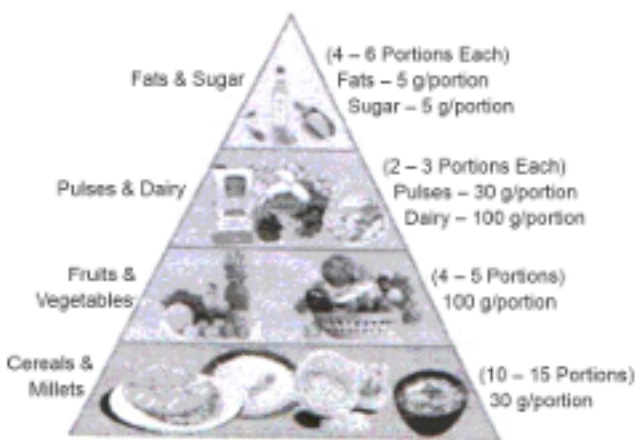 Fats & Sugar
(4 – 6 Portions Each)
Fats – 5 g/portion
Sugar – 5 g/portion
Pulses & Dairy
(2 – 3 Portions Each)
Pulses – 30 g/portion
Dairy – 100 g/portion
Fruits &
Vegetables
(4 – 5 Portions)
100 g/portion
Cereals &
Millets
(10 – 15 Portions)
30 g/portion